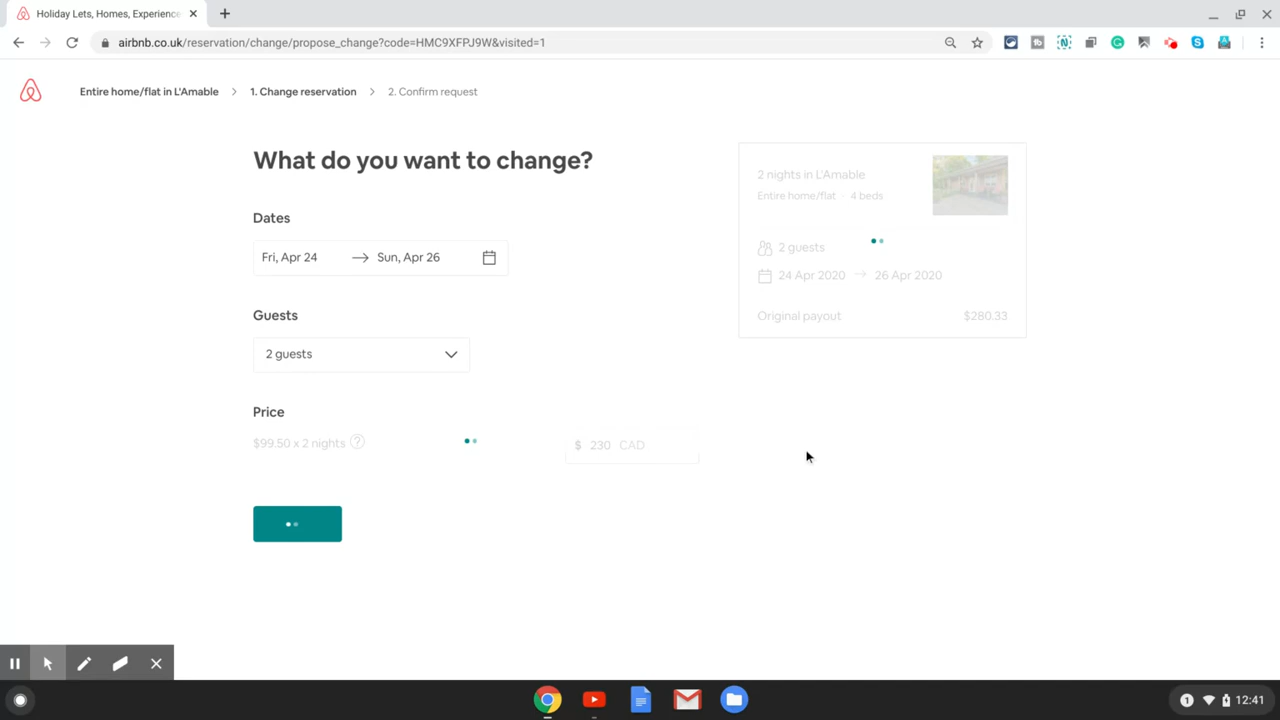 Holiday Lets, Homes, Experience
airbnb.co.uk/reservation/change/propose_change?code=HMC9XFPJ9W&visited=1
Entire home/flat in L'Amable > 1. Change reservation > 2. Confirm request
What do you want to change?
Dates
Fri, Apr 24 → Sun, Apr 26
Guests
2 guests
Price
$99.50 x 2 nights ?
$ 230 CAD
2 nights in L'Amable
Entire home/flat · 4 beds
2 guests
24 Apr 2020 → 26 Apr 2020
Original payout $280.33
1 12:41